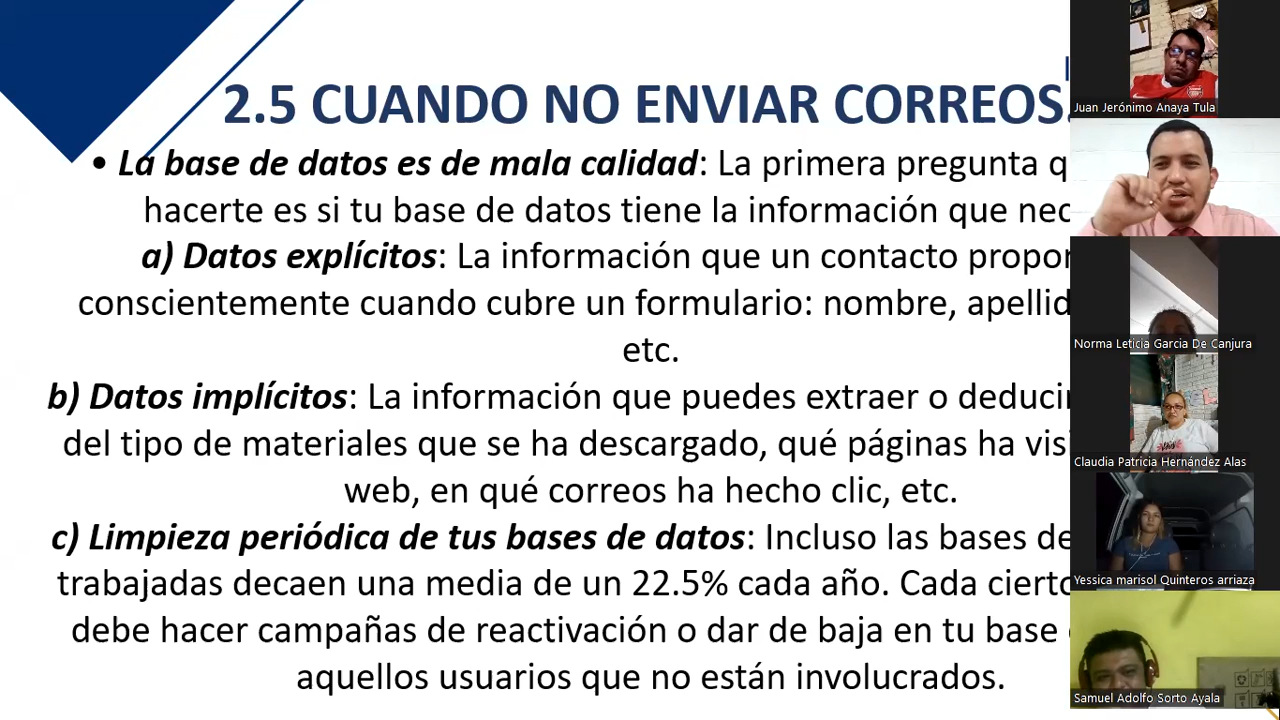 2.5 CUANDO NO ENVIAR CORREOS.
• La base de datos es de mala calidad: La primera pregunta
hacerte es si tu base de datos tiene la información que
a) Datos explícitos: La información que un contacto
conscientemente cuando cubre un formulario: nombre,
etc.
b) Datos implícitos: La información que puedes extraer o
del tipo de materiales que se ha descargado, qué páginas ha
web, en qué correos ha hecho clic, etc.
c) Limpieza periódica de tus bases de datos: Incluso las bases de
trabajadas decaen una media de un 22.5% cada año. Cada cierto
debe hacer campañas de reactivación o dar de baja en tu base
aquellos usuarios que no están involucrados.
Juan Jerónimo Anaya Tula
Norma Leticia Garcia De Canjura
Claudia Patricia Hernández Alas
Yessica marisol Quinteros arriaza
Samuel Adolfo Sorto Ayala